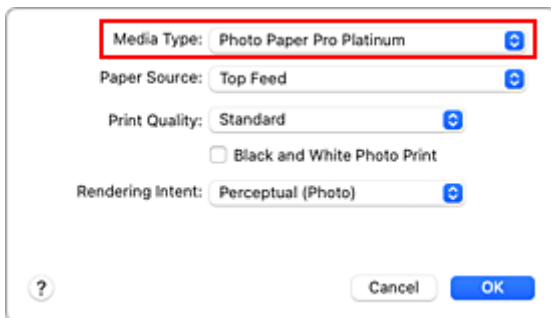 Media Type: Photo Paper Pro Platinum
Paper Source: Top Feed
Print Quality: Standard
Black and White Photo Print
Rendering Intent: Perceptual (Photo)
? Cancel OK